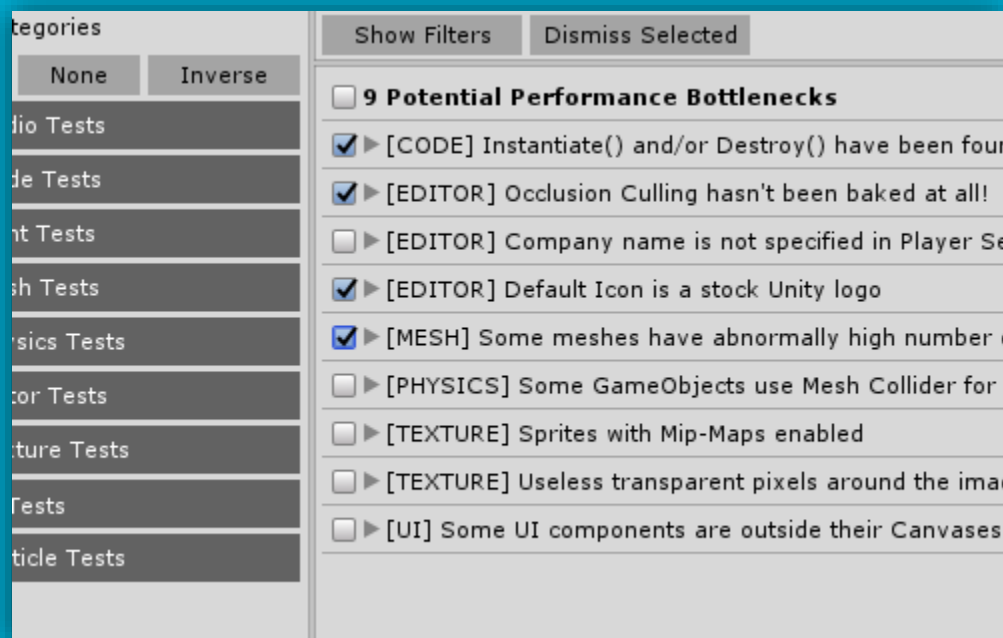 tegories
None Inverse
dio Tests
de Tests
nt Tests
sh Tests
sics Tests
tor Tests
ture Tests
Tests
ticle Tests
Show Filters Dismiss Selected
9 Potential Performance Bottlenecks
[CODE] Instantiate() and/or Destroy() have been four
[EDITOR] Occlusion Culling hasn't been baked at all!
[EDITOR] Company name is not specified in Player Se
[EDITOR] Default Icon is a stock Unity logo
[MESH] Some meshes have abnormally high number
[PHYSICS] Some GameObjects use Mesh Collider for
[TEXTURE] Sprites with Mip-Maps enabled
[TEXTURE] Useless transparent pixels around the ima
[UI] Some UI components are outside their Canvases